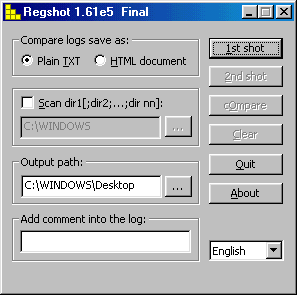 Regshot 1.61e5 Final
Compare logs save as:
Plain TXT HTML document
Scan dir1[;dir2;...;dir nn]:
C:\WINDOWS ...
Output path:
C:\WINDOWS\Desktop ...
Add comment into the log:
1st shot
2nd shot
cOmpare
Clear
Quit
About
English